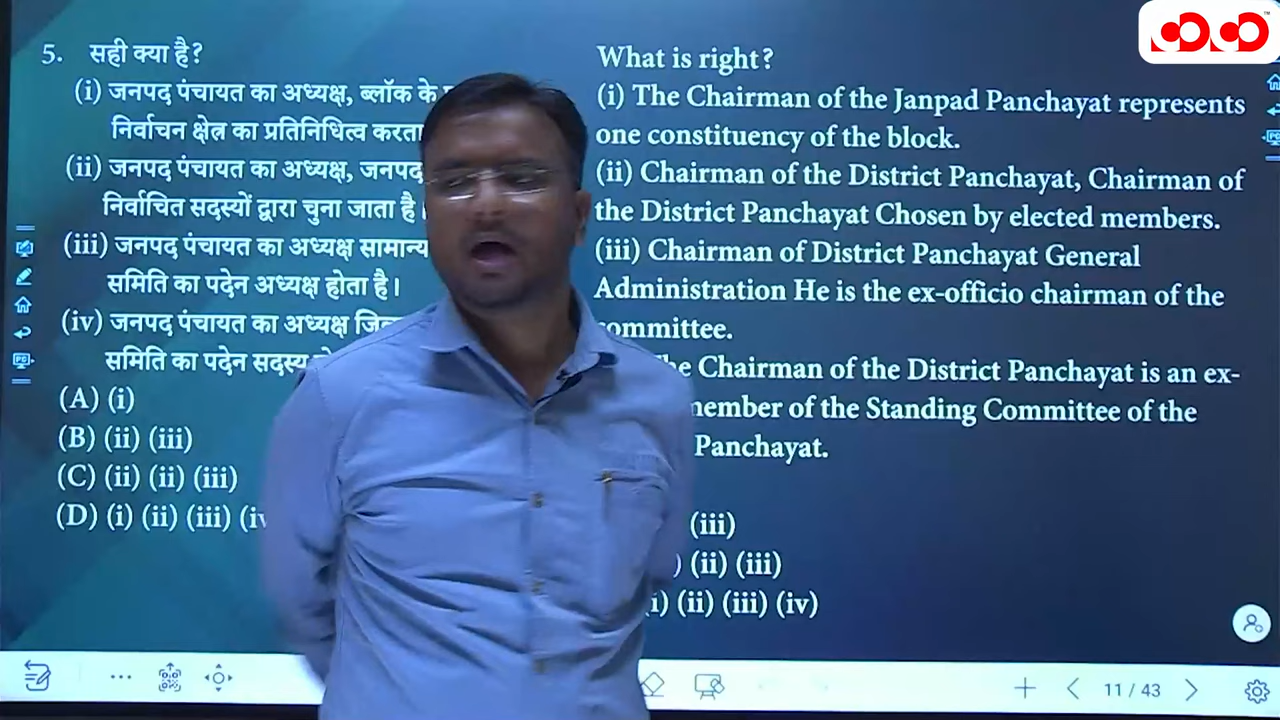 5. सही क्या है?
(i) जनपद पंचायत का अध्यक्ष, ब्लॉक के
निर्वाचन क्षेत्र का प्रतिनिधित्व करता
(ii) जनपद पंचायत का अध्यक्ष, जनपद
निर्वाचित सदस्यों द्वारा चुना जाता है।
(iii) जनपद पंचायत का अध्यक्ष सामान्य
समिति का पदेन अध्यक्ष होता है।
(iv) जनपद पंचायत का अध्यक्ष
समिति का पदेन सदस्य
(A) (i)
(B) (ii) (iii)
(C) (ii) (ii) (iii)
(D) (i) (ii) (iii)
What is right?
(i) The Chairman of the Janpad Panchayat represents
one constituency of the block.
(ii) Chairman of the District Panchayat, Chairman of
the District Panchayat Chosen by elected members.
(iii) Chairman of District Panchayat General
Administration He is the ex-officio chairman of the
committee.
Chairman of the District Panchayat is an ex-
member of the Standing Committee of the
Panchayat.
(iii)
(ii) (iii)
(ii) (iii) (iv)
11 / 43